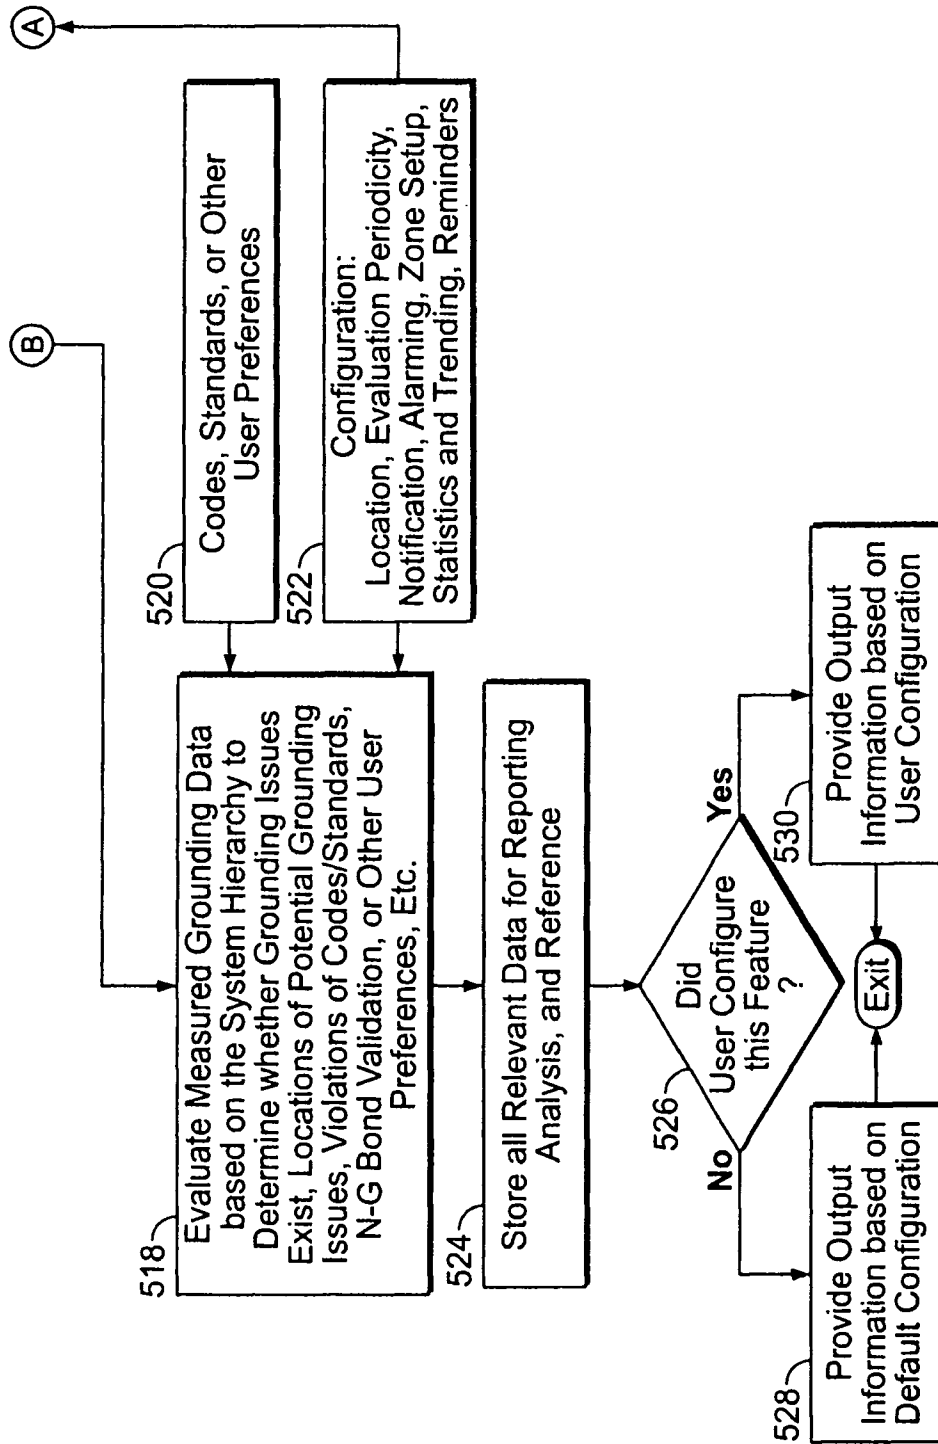 B
A
518
Evaluate Measured Grounding Data
based on the System Hierarchy to
Determine whether Grounding Issues
Exist, Locations of Potential Grounding
Issues, Violations of Codes/Standards,
N-G Bond Validation, or Other User
Preferences, Etc.
520
Codes, Standards, or Other
User Preferences
522
Configuration:
Location, Evaluation Periodicity,
Notification, Alarming, Zone Setup,
Statistics and Trending, Reminders
524
Store all Relevant Data for Reporting
Analysis, and Reference
526
Did
User Configure
this Feature
?
No
Yes
528
Provide Output
Information based on
Default Configuration
Exit
530
Provide Output
Information based on
User Configuration